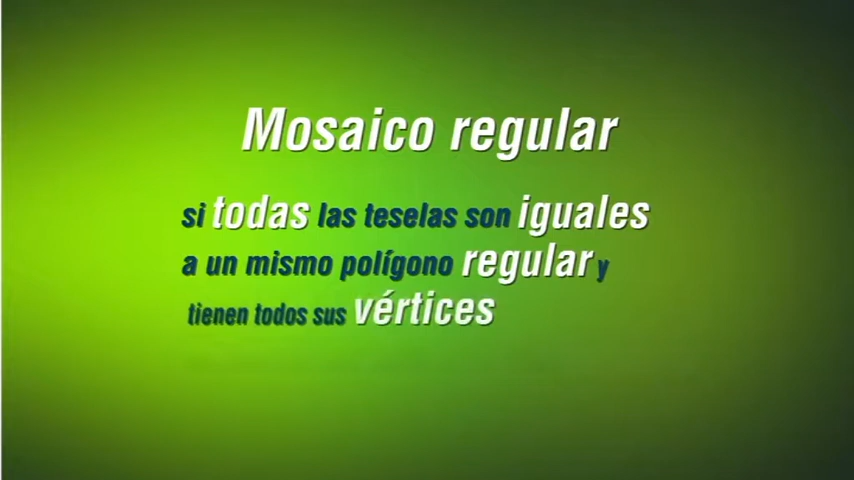 Mosaico regular
si todas las teselas son iguales
a un mismo polígono regular y
tienen todos sus vértices